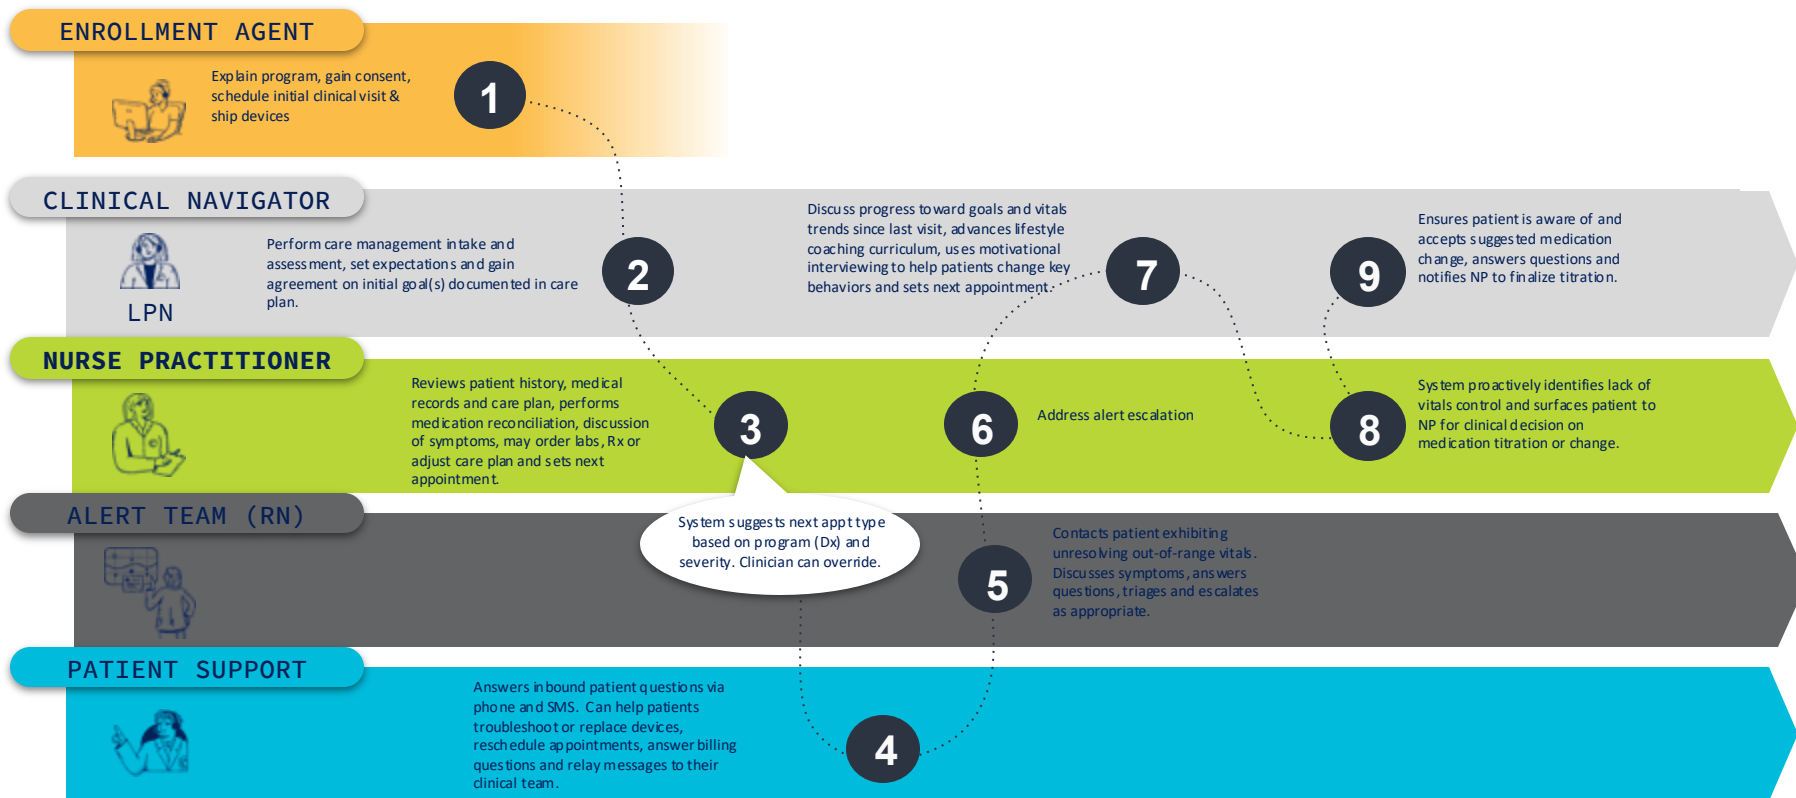 ENROLLMENT AGENT
Explain program, gain consent,
schedule initial clinical visit &
ship devices
1
CLINICAL NAVIGATOR
LPN
Perform care management intake and
assessment, set expectations and gain
agreement on initial goal(s) documented in care
plan.
2
Discuss progress toward goals and vitals
trends since last visit, advances lifestyle
coaching curriculum, uses motivational
interviewing to help patients change key
behaviors and sets next appointment.
7
9
Ensures patient is aware of and
accepts suggested medication
change, answers questions and
notifies NP to finalize titration.
NURSE PRACTITIONER
Reviews patient history, medical
records and care plan, performs
medication reconciliation, discussion
of symptoms, may order labs, Rx or
adjust care plan and sets next
appointment.
3
6
Address alert escalation
8
System proactively identifies lack of
vitals control and surfaces patient to
NP for clinical decision on
medication titration or change.
ALERT TEAM (RN)
System suggests next appt type
based on program (Dx) and
severity. Clinician can override.
5
Contacts patient exhibiting
unresolving out-of-range vitals.
Discusses symptoms, answers
questions, triages and escalates
as appropriate.
PATIENT SUPPORT
Answers inbound patient questions via
phone and SMS. Can help patients
troubleshoot or replace devices,
reschedule appointments, answer billing
questions and relay messages to their
clinical team.
4